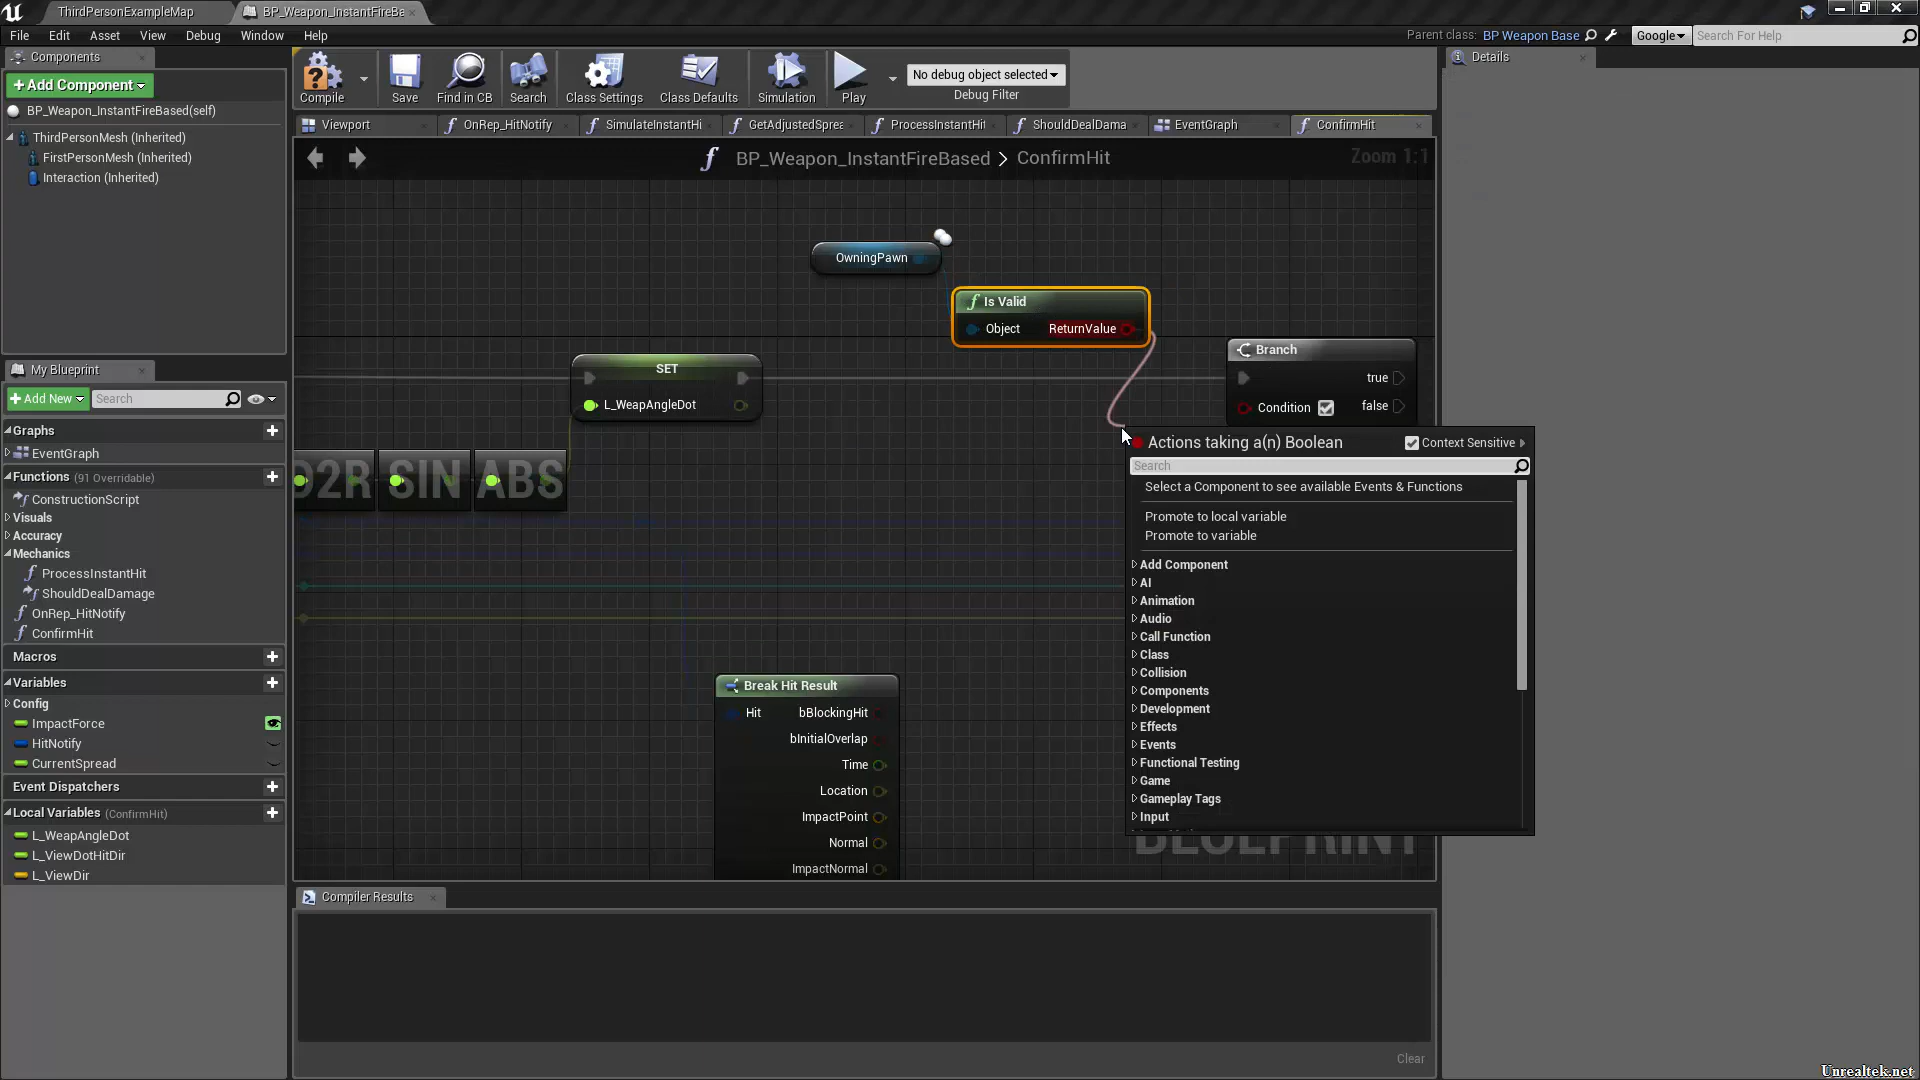 ThirdPersonExampleMap
BP_Weapon_InstantFireBa
File Edit Asset View Debug Window Help
Parent class: BP Weapon Base
Google
Search For Help
Components
+Add Component
BP_Weapon_InstantFireBased(self)
ThirdPersonMesh (Inherited)
FirstPersonMesh (Inherited)
Interaction (Inherited)
Compile
Save
Find in CB
Search
Class Settings
Class Defaults
Simulation
Play
No debug object selected
Debug Filter
Details
Viewport
OnRep_HitNotify
SimulateInstantHi
GetAdjustedSprea
ProcessInstantHit
ShouldDealDama
EventGraph
ConfirmHit
BP_Weapon_InstantFireBased > ConfirmHit
Zoom 1:1
OwningPawn
Is Valid
Object ReturnValue
SET
L_WeapAngleDot
Branch
true
Condition false
D2R SIN ABS
Break Hit Result
Hit bBlockingHit
bInitialOverlap
Time
Location
ImpactPoint
Normal
ImpactNormal
Actions taking a(n) Boolean
Context Sensitive
Search
Select a Component to see available Events & Functions
Promote to local variable
Promote to variable
Add Component
AI
Animation
Audio
Call Function
Class
Collision
Components
Development
Effects
Events
Functional Testing
Game
Gameplay Tags
Input
BLUEPRINT
My Blueprint
+Add New
Search
Graphs
EventGraph
Functions (91 Overridable)
ConstructionScript
Visuals
Accuracy
Mechanics
ProcessInstantHit
ShouldDealDamage
OnRep_HitNotify
ConfirmHit
Macros
Variables
Config
ImpactForce
HitNotify
CurrentSpread
Event Dispatchers
Local Variables (ConfirmHit)
L_WeapAngleDot
L_ViewDotHitDir
L_ViewDir
Compiler Results
Clear
Unrealtek.net